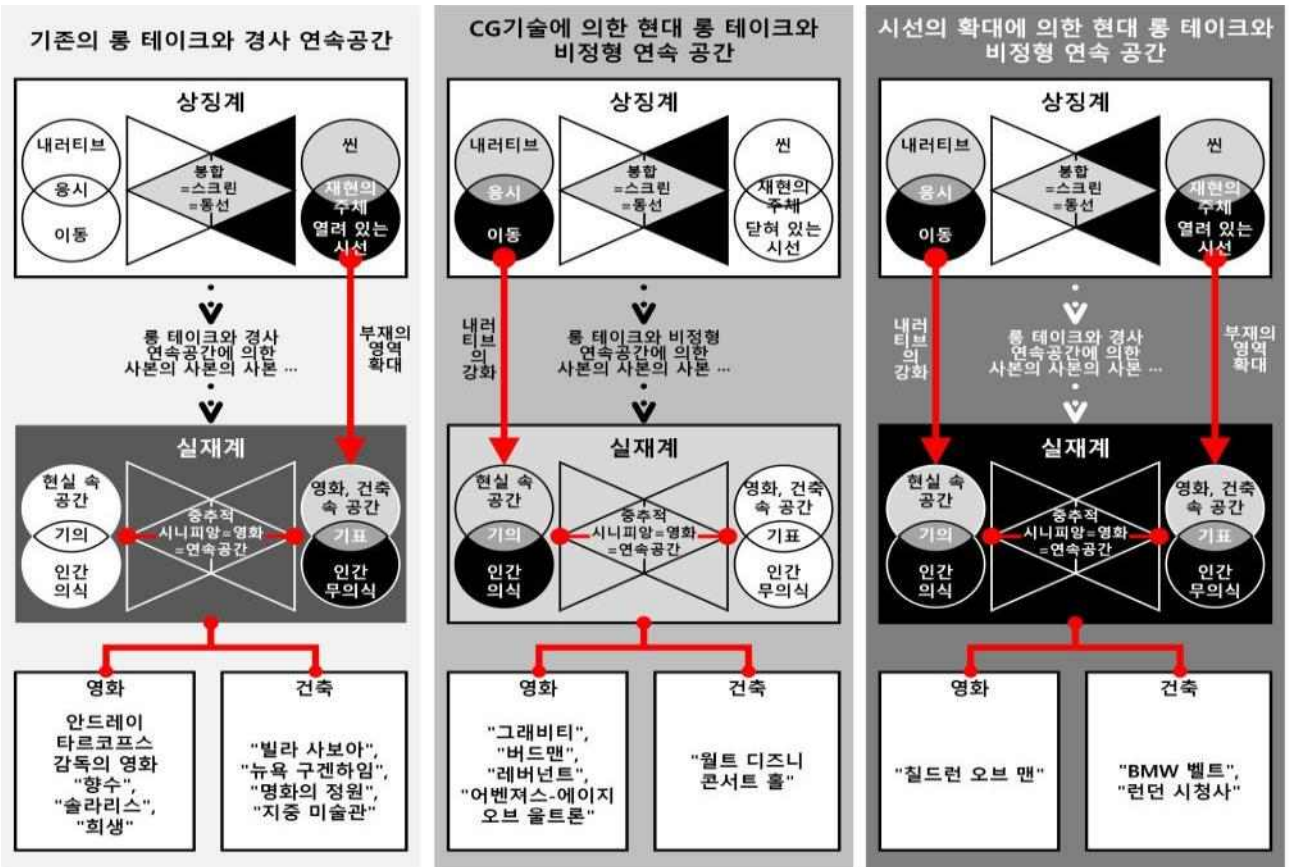 기존의 롱 테이크와 경사 연속공간
상징계
내러티브
응시
이동
봉합
=스크린
=동선
씬
재현의
주체
열려 있는
시선
롱 테이크와 경사
연속공간에 의한
사본의 사본의 사본 ...
부재의
영역
확대
실재계
현실 속
공간
기의
인간
의식
중추적
시니피앙=영화
=연속공간
영화, 건축
속 공간
기표
인간
무의식
영화
안드레이
타르코프스
감독의 영화
"향수",
"솔라리스",
"희생"
건축
"빌라 사보아",
"뉴욕 구겐하임",
"명화의 정원",
"지중 미술관"
CG기술에 의한 현대 롱 테이크와
비정형 연속 공간
상징계
내러티브
응시
이동
봉합
=스크린
=동선
씬
재현의
주체
닫혀 있는
시선
내러
티브
의
강화
롱 테이크와 비정형
연속공간에 의한
사본의 사본의 사본 ...
실재계
현실 속
공간
기의
인간
의식
중추적
시니피앙=영화
=연속공간
영화, 건축
속 공간
기표
인간
무의식
영화
"그래비티",
"버드맨",
"레버넌트",
"어벤져스-에이지
오브 울트론"
건축
"월트 디즈니
콘서트 홀"
시선의 확대에 의한 현대 롱 테이크와
비정형 연속 공간
상징계
내러티브
응시
이동
봉합
=스크린
=동선
씬
재현의
주체
열려 있는
시선
내러
티브
의
강화
롱 테이크와 경사
연속공간에 의한
사본의 사본의 사본 ...
부재의
영역
확대
실재계
현실 속
공간
기의
인간
의식
중추적
시니피앙=영화
=연속공간
영화, 건축
속 공간
기표
인간
무의식
영화
"칠드런 오브 맨"
건축
"BMW 벨트",
"런던 시청사"